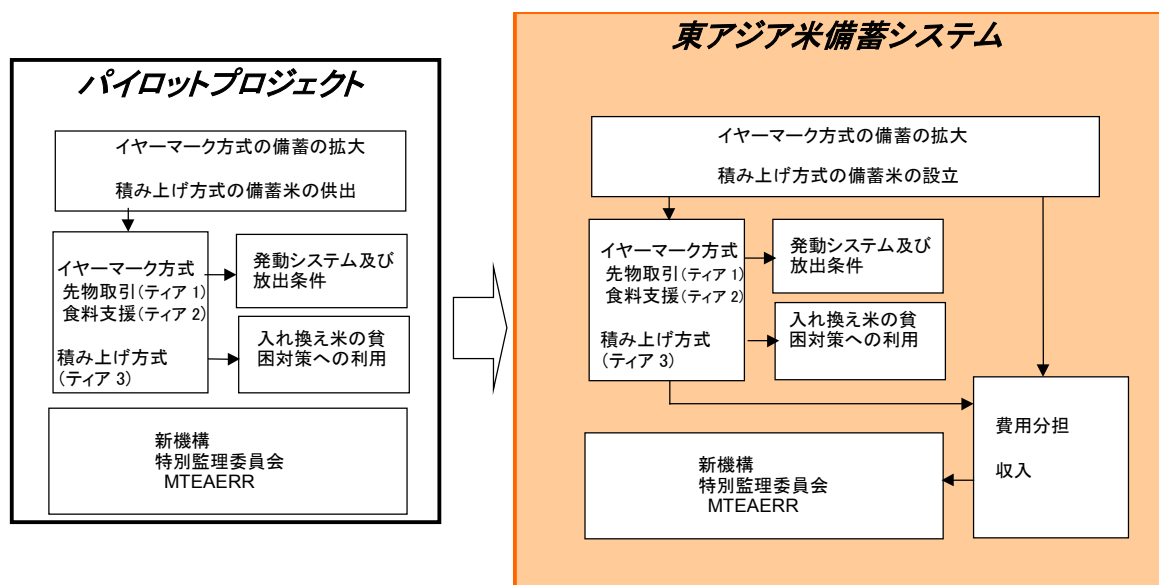 パイロットプロジェクト
イヤーマーク方式の備蓄の拡大
積み上げ方式の備蓄米の供出
イヤーマーク方式
先物取引(ティア 1)
食料支援(ティア 2)
積み上げ方式
(ティア 3)
発動システム及び
放出条件
入れ換え米の貧
困対策への利用
新機構
特別監理委員会
MTEAERR
東アジア米備蓄システム
イヤーマーク方式の備蓄の拡大
積み上げ方式の備蓄米の設立
イヤーマーク方式
先物取引(ティア 1)
食料支援(ティア 2)
積み上げ方式
(ティア 3)
発動システム及び
放出条件
入れ換え米の貧
困対策への利用
費用分担
収入
新機構
特別監理委員会
MTEAERR